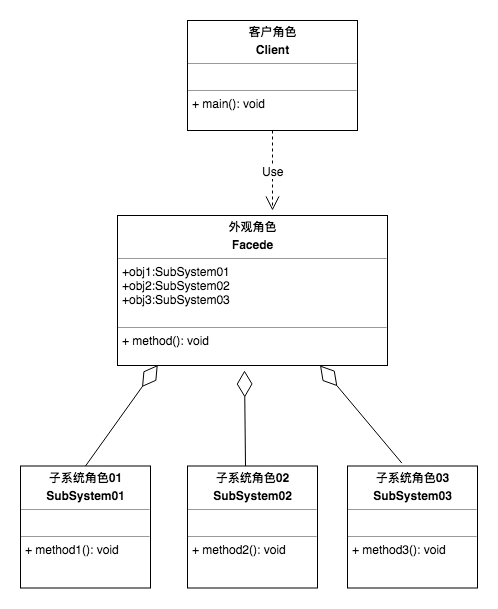 客户角色
Client
+ main(): void
Use
外观角色
Facede
+obj1:SubSystem01
+obj2:SubSystem02
+obj3:SubSystem03
+ method(): void
子系统角色01
SubSystem01
+ method1(): void
子系统角色02
SubSystem02
+ method2(): void
子系统角色03
SubSystem03
+ method3(): void